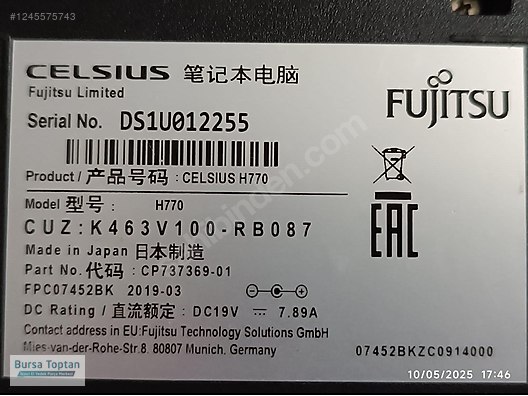 #1245575743
CELSIUS 笔记本电脑
Fujitsu Limited
FUJITSU
Serial No. DS1U012255
Product / 产品号码 : CELSIUS H770
Model 型号 : H770
CUZ:K463V100-RB087
EAC
Made in Japan 日本制造
Part No. 代码 : CP737369-01
FPC07452BK 2019-03
DC Rating / 直流额定 : DC19V 7.89A
Contact address in EU:Fujitsu Technology Solutions GmbH
Mies-van-der-Rohe-Str. 8, 80807 Munich, Germany
07452BKZC0914000
Bursa Toptan
10/05/2025 17:46